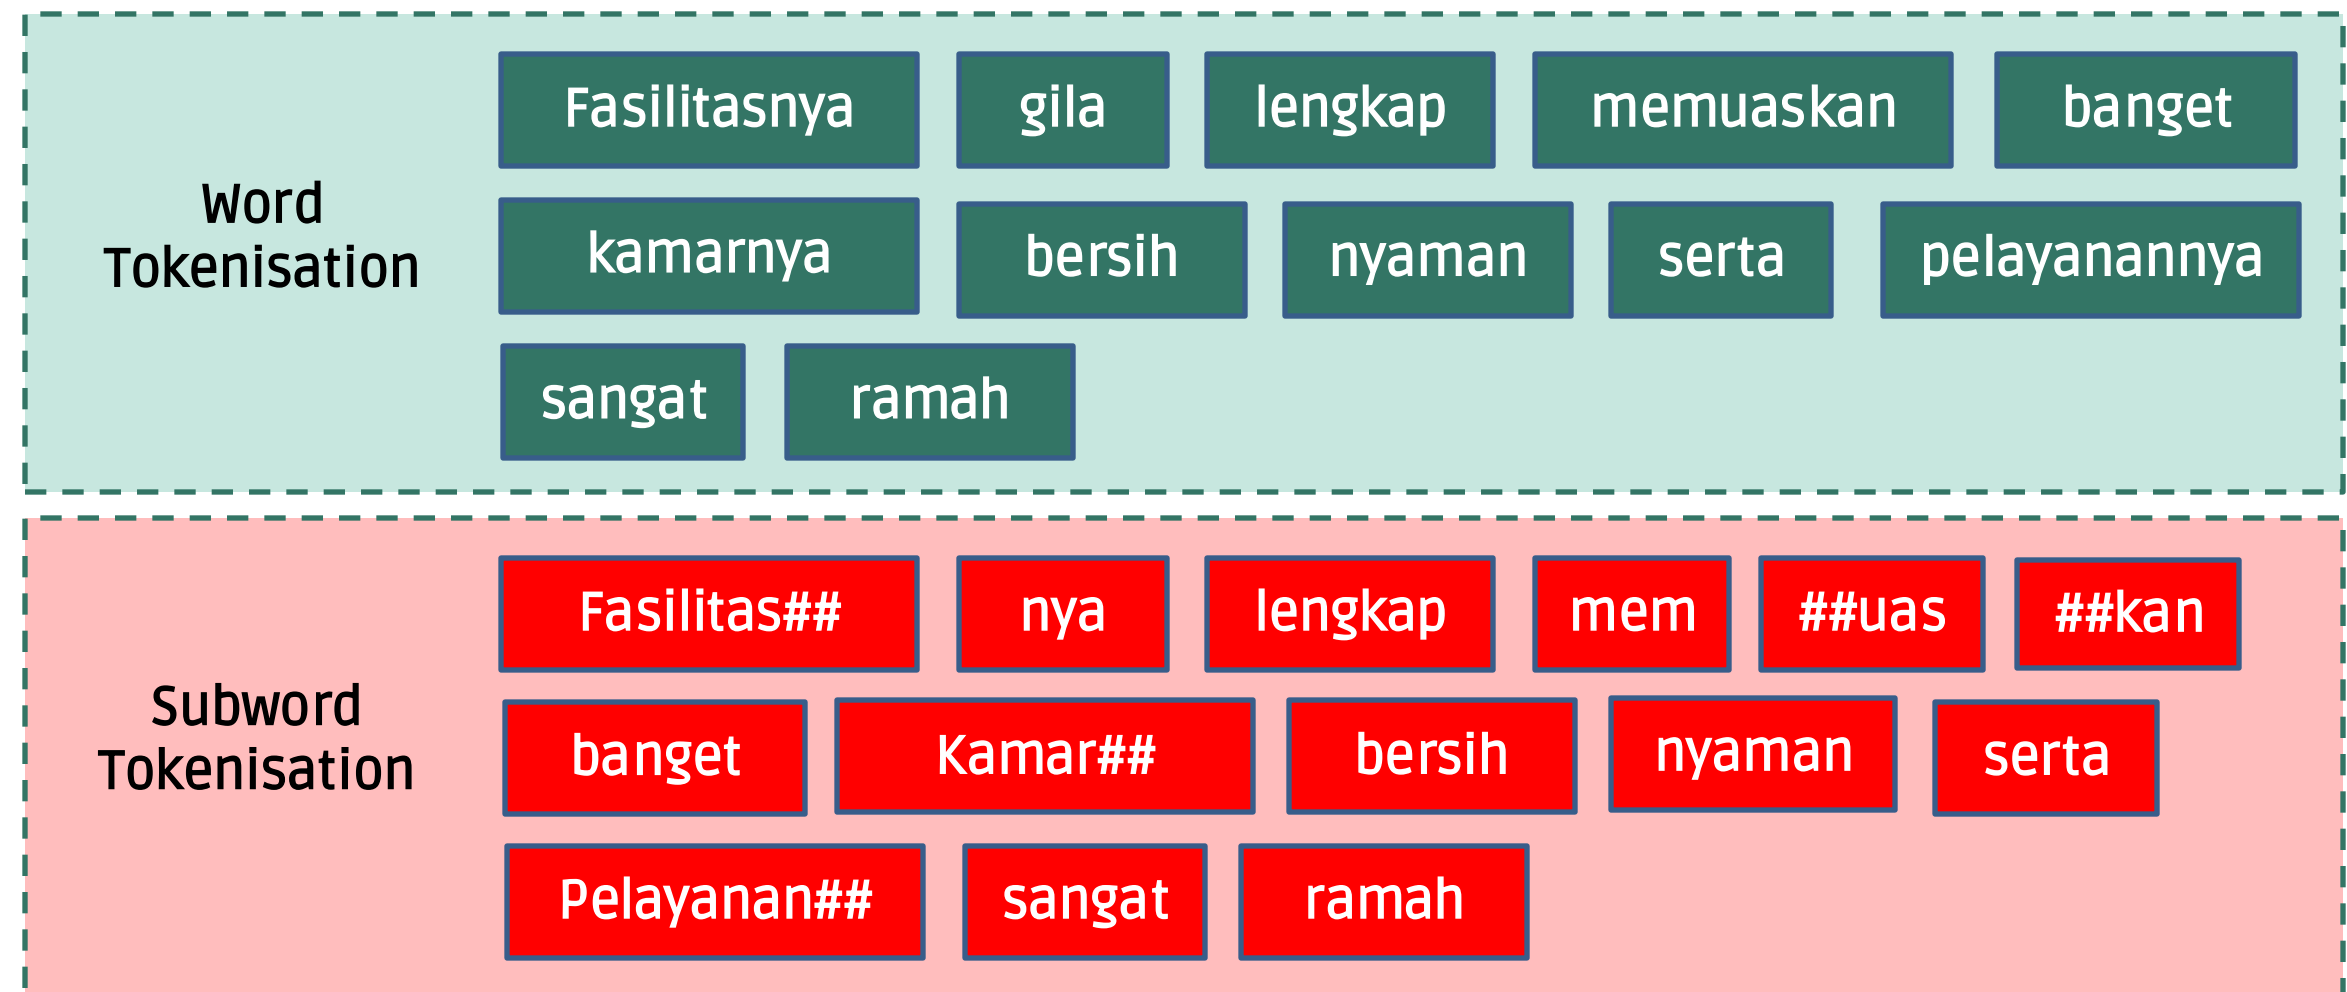 Word
Tokenisation
Fasilitasnya gila lengkap memuaskan banget
kamarnya bersih nyaman serta pelayanannya
sangat ramah
Subword
Tokenisation
Fasilitas## nya lengkap mem ##uas ##kan
banget Kamar## bersih nyaman serta
Pelayanan## sangat ramah